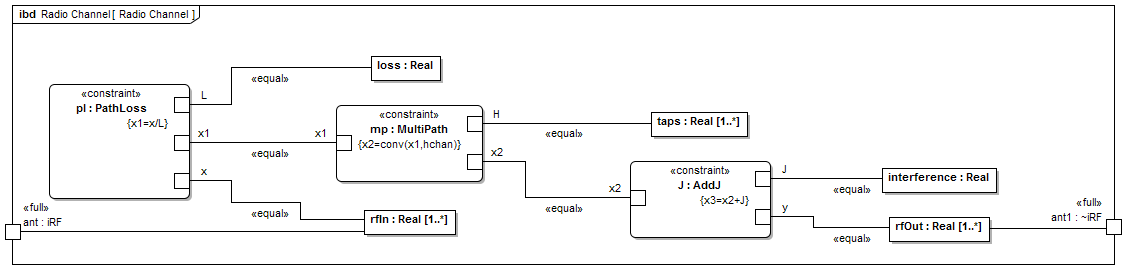 ibd Radio Channel[ Radio Channel ]
«constraint»
pl : PathLoss
{x1=x/L}
L
«equal»
loss : Real
x1
«equal»
x1
x
«equal»
rfIn : Real [1..*]
«full»
ant : iRF
«constraint»
mp : MultiPath
{x2=conv(x1,hchan)}
H
«equal»
taps : Real [1..*]
x2
«equal»
x2
«constraint»
J : AddJ
{x3=x2+J}
J
«equal»
interference : Real
y
«equal»
rfOut : Real [1..*]
«full»
ant1 : ~iRF